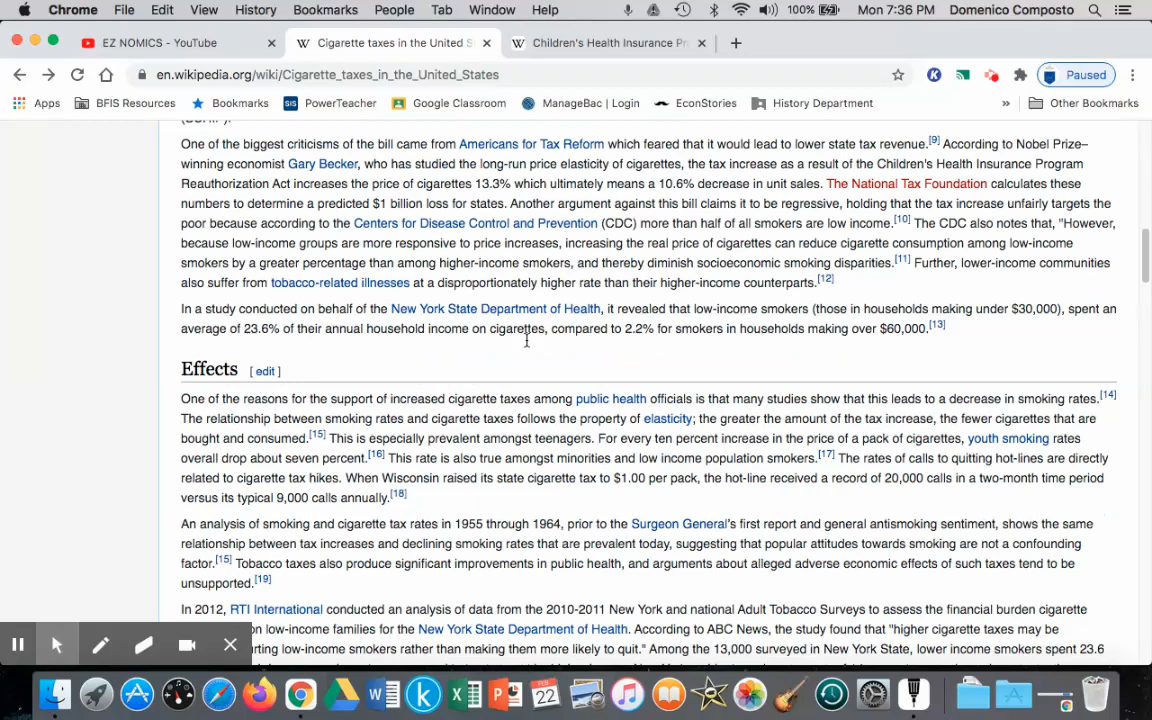 Chrome File Edit View History Bookmarks People Tab Window Help 100% Mon 7:36 PM Domenico Composto
EZ NOMICS - YouTube Cigarette taxes in the United S Children's Health Insurance Pr
en.wikipedia.org/wiki/Cigarette_taxes_in_the_United_States Paused
Apps BFIS Resources Bookmarks SIS PowerTeacher Google Classroom ManageBac | Login EconStories History Department » Other Bookmarks
One of the biggest criticisms of the bill came from Americans for Tax Reform which feared that it would lead to lower state tax revenue.[9] According to Nobel Prize–
winning economist Gary Becker, who has studied the long-run price elasticity of cigarettes, the tax increase as a result of the Children's Health Insurance Program
Reauthorization Act increases the price of cigarettes 13.3% which ultimately means a 10.6% decrease in unit sales. The National Tax Foundation calculates these
numbers to determine a predicted $1 billion loss for states. Another argument against this bill claims it to be regressive, holding that the tax increase unfairly targets the
poor because according to the Centers for Disease Control and Prevention (CDC) more than half of all smokers are low income.[10] The CDC also notes that, "However,
because low-income groups are more responsive to price increases, increasing the real price of cigarettes can reduce cigarette consumption among low-income
smokers by a greater percentage than among higher-income smokers, and thereby diminish socioeconomic smoking disparities.[11] Further, lower-income communities
also suffer from tobacco-related illnesses at a disproportionately higher rate than their higher-income counterparts.[12]
In a study conducted on behalf of the New York State Department of Health, it revealed that low-income smokers (those in households making under $30,000), spent an
average of 23.6% of their annual household income on cigarettes, compared to 2.2% for smokers in households making over $60,000.[13]
Effects [ edit ]
One of the reasons for the support of increased cigarette taxes among public health officials is that many studies show that this leads to a decrease in smoking rates.[14]
The relationship between smoking rates and cigarette taxes follows the property of elasticity; the greater the amount of the tax increase, the fewer cigarettes that are
bought and consumed.[15] This is especially prevalent amongst teenagers. For every ten percent increase in the price of a pack of cigarettes, youth smoking rates
overall drop about seven percent.[16] This rate is also true amongst minorities and low income population smokers.[17] The rates of calls to quitting hot-lines are directly
related to cigarette tax hikes. When Wisconsin raised its state cigarette tax to $1.00 per pack, the hot-line received a record of 20,000 calls in a two-month time period
versus its typical 9,000 calls annually.[18]
An analysis of smoking and cigarette tax rates in 1955 through 1964, prior to the Surgeon General's first report and general antismoking sentiment, shows the same
relationship between tax increases and declining smoking rates that are prevalent today, suggesting that popular attitudes towards smoking are not a confounding
factor.[15] Tobacco taxes also produce significant improvements in public health, and arguments about alleged adverse economic effects of such taxes tend to be
unsupported.[19]
In 2012, RTI International conducted an analysis of data from the 2010-2011 New York and national Adult Tobacco Surveys to assess the financial burden cigarette
on low-income families for the New York State Department of Health. According to ABC News, the study found that "higher cigarette taxes may be
urting low-income smokers rather than making them more likely to quit." Among the 13,000 surveyed in New York State, lower income smokers spent 23.6
FEB 22